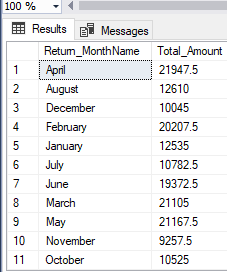 100 %
Results Messages
Return_MonthName Total_Amount
1 April 21947.5
2 August 12610
3 December 10045
4 February 20207.5
5 January 12535
6 July 10782.5
7 June 19372.5
8 March 21105
9 May 21167.5
10 November 9257.5
11 October 10525